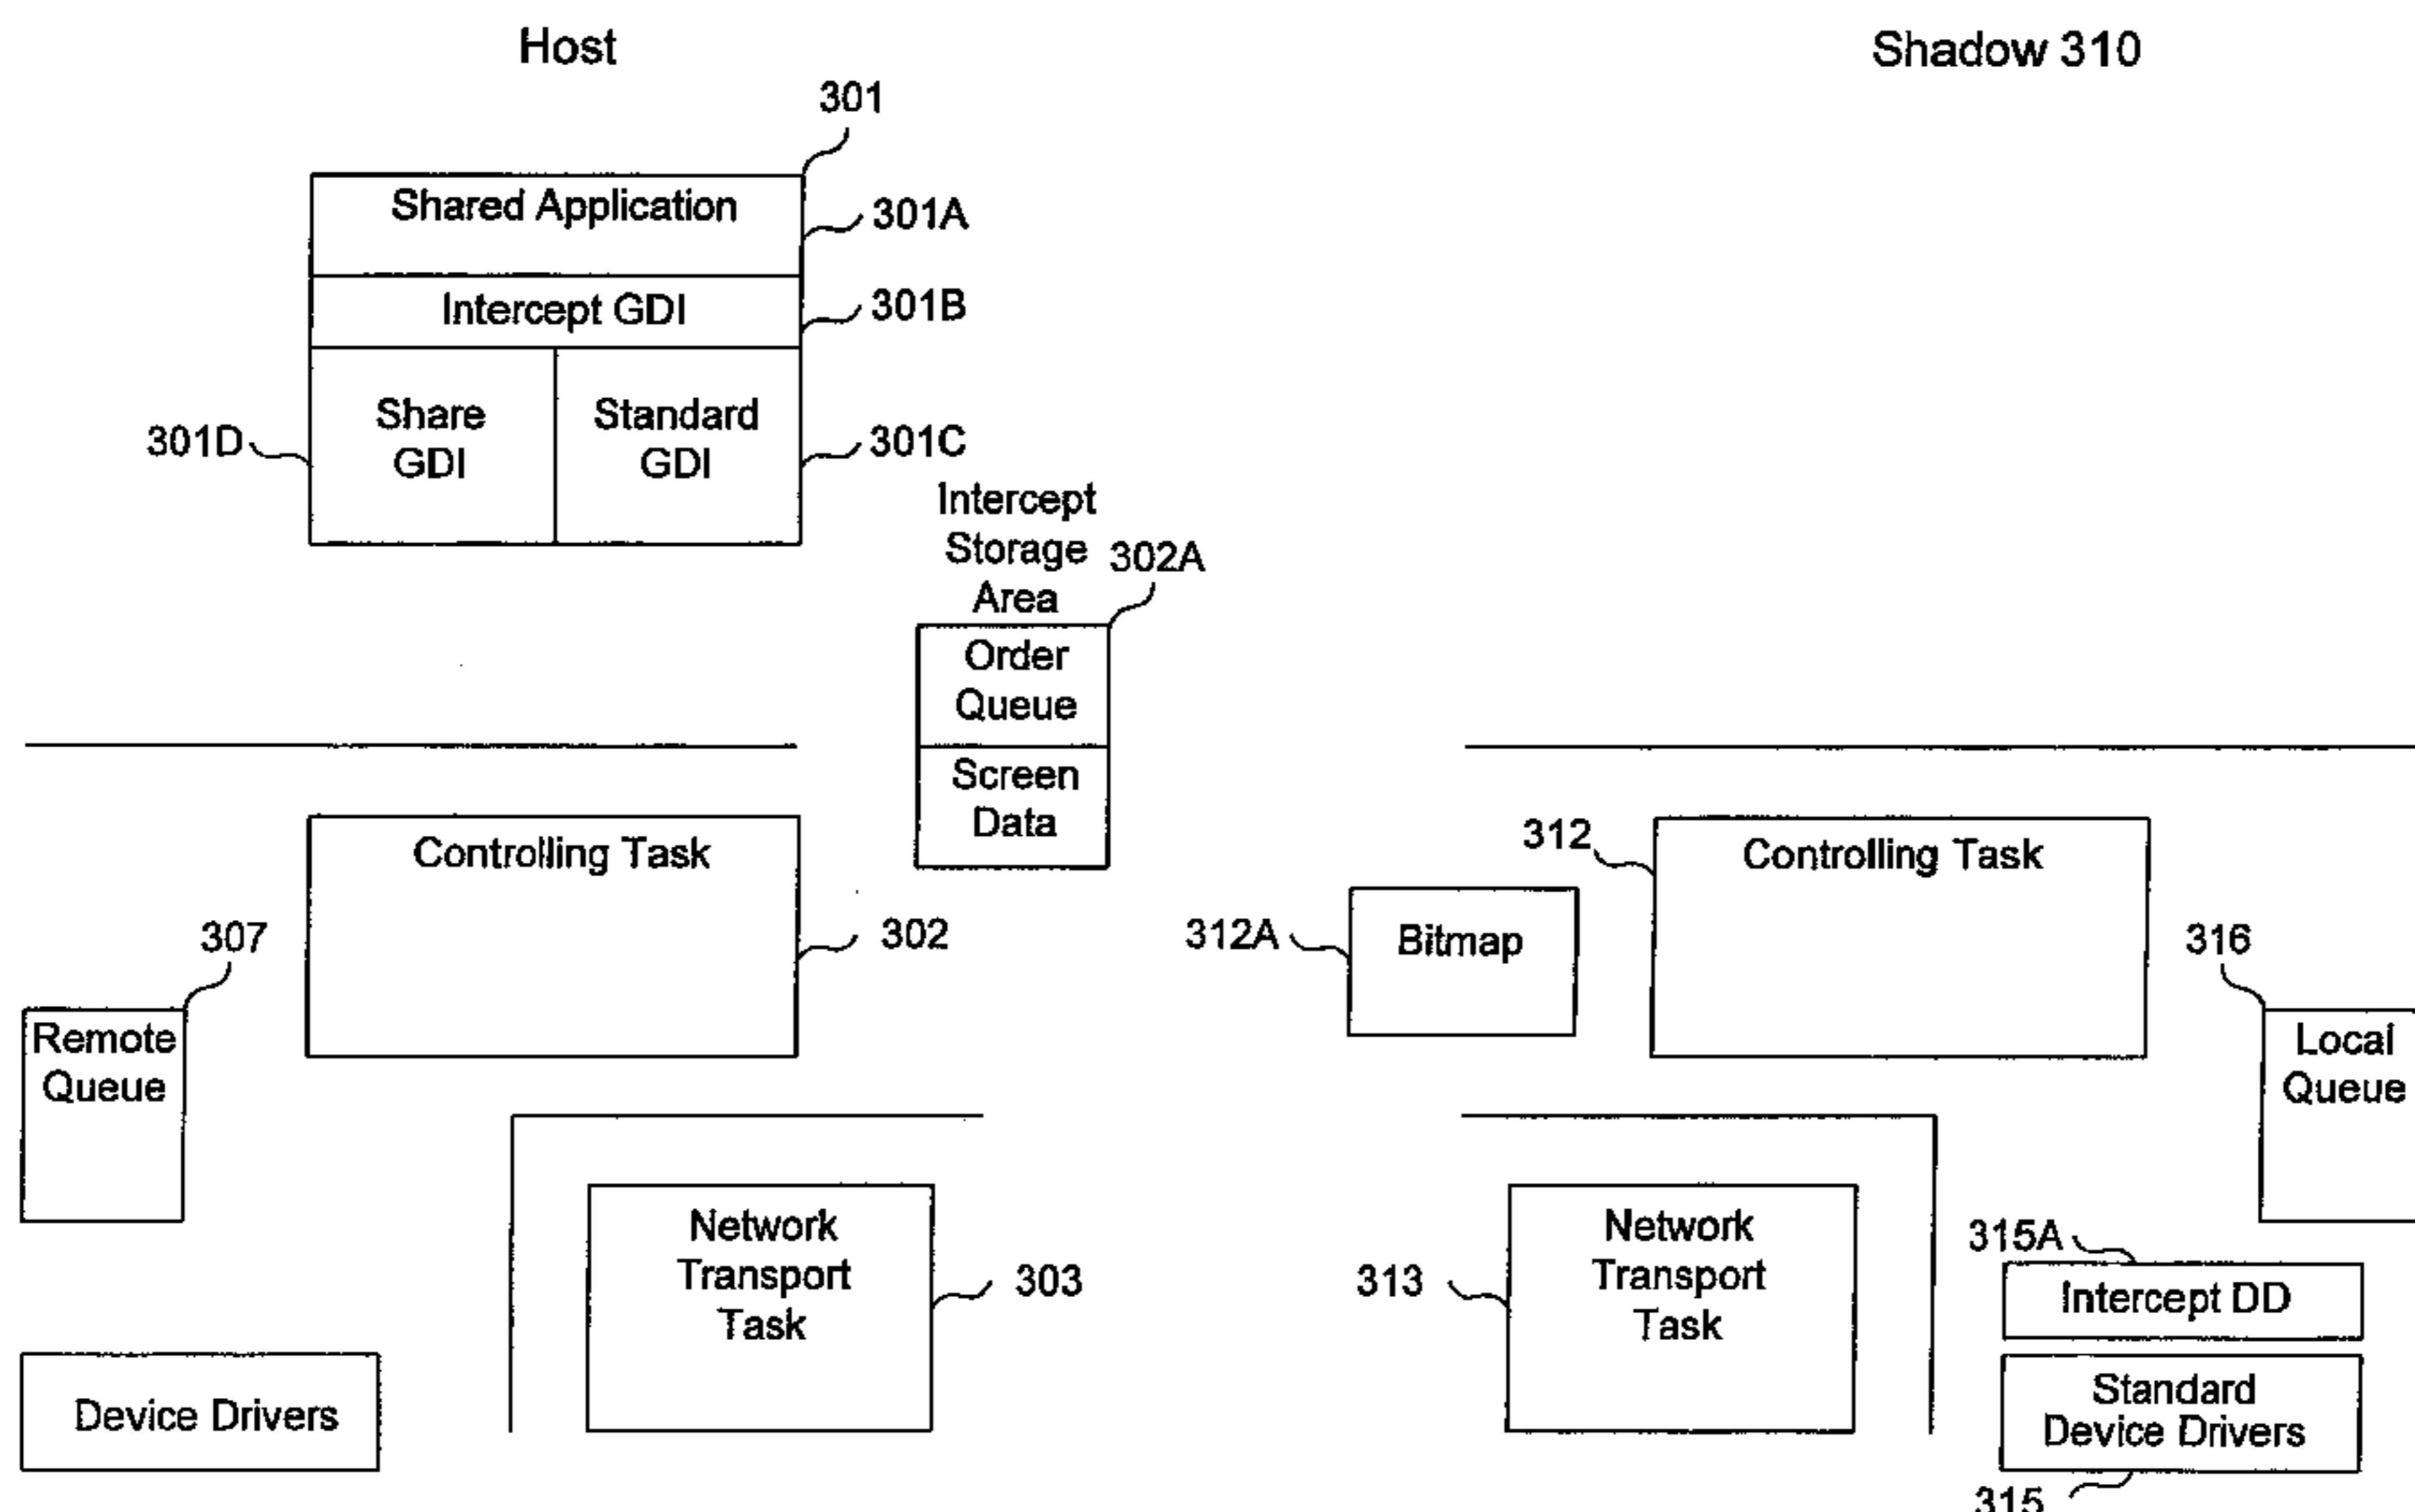 Host
Shadow 310
301
Shared Application
301A
Intercept GDI
301B
Share
GDI
Standard
GDI
301D
301C
Intercept
Storage
Area
302A
Order
Queue
Screen
Data
Controlling Task
302
307
Remote
Queue
312
Controlling Task
312A
Bitmap
316
Local
Queue
Network
Transport
Task
303
313
Network
Transport
Task
315A
Intercept DD
Device Drivers
Standard
Device Drivers
315